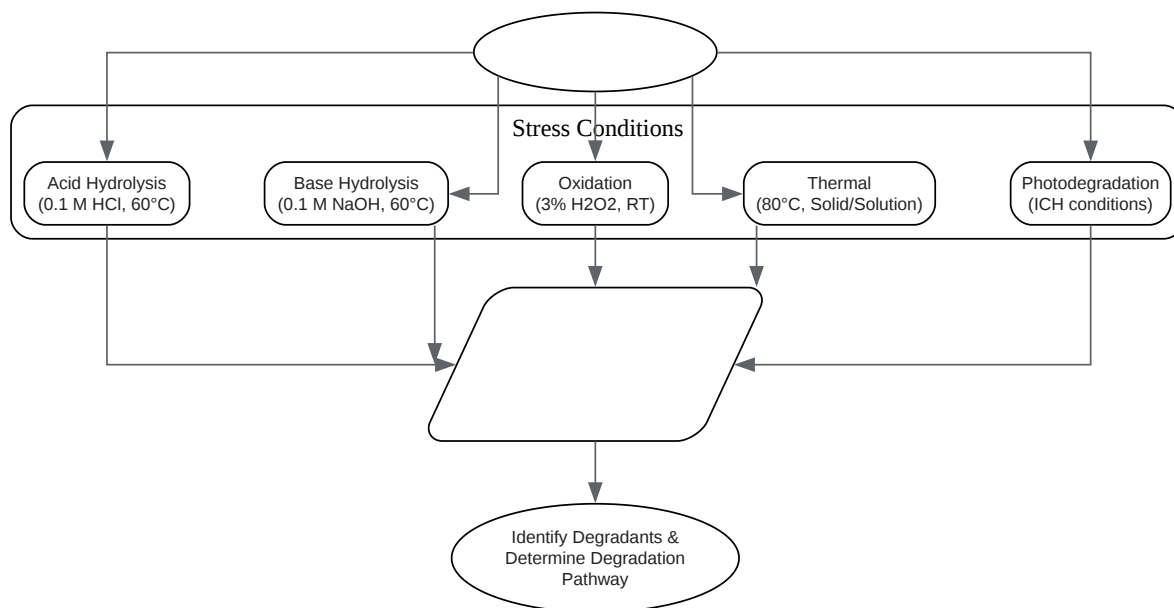 Stress Conditions
Acid Hydrolysis
(0.1 M HCl, 60°C)
Base Hydrolysis
(0.1 M NaOH, 60°C)
Oxidation
(3% H2O2, RT)
Thermal
(80°C, Solid/Solution)
Photodegradation
(ICH conditions)
Identify Degradants &
Determine Degradation
Pathway